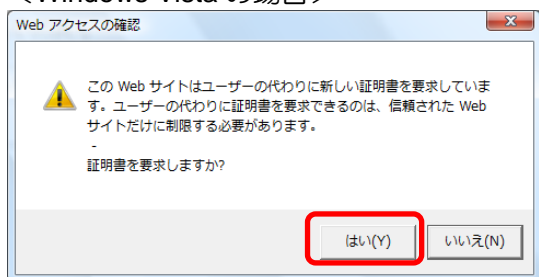 ＜Windows Vista の場合＞
Web アクセスの確認
この Web サイトはユーザーの代わりに新しい証明書を要求していま
す。ユーザーの代わりに証明書を要求できるのは、信頼された Web
サイトだけに制限する必要があります。
-
証明書を要求しますか?
はい(Y) いいえ(N)